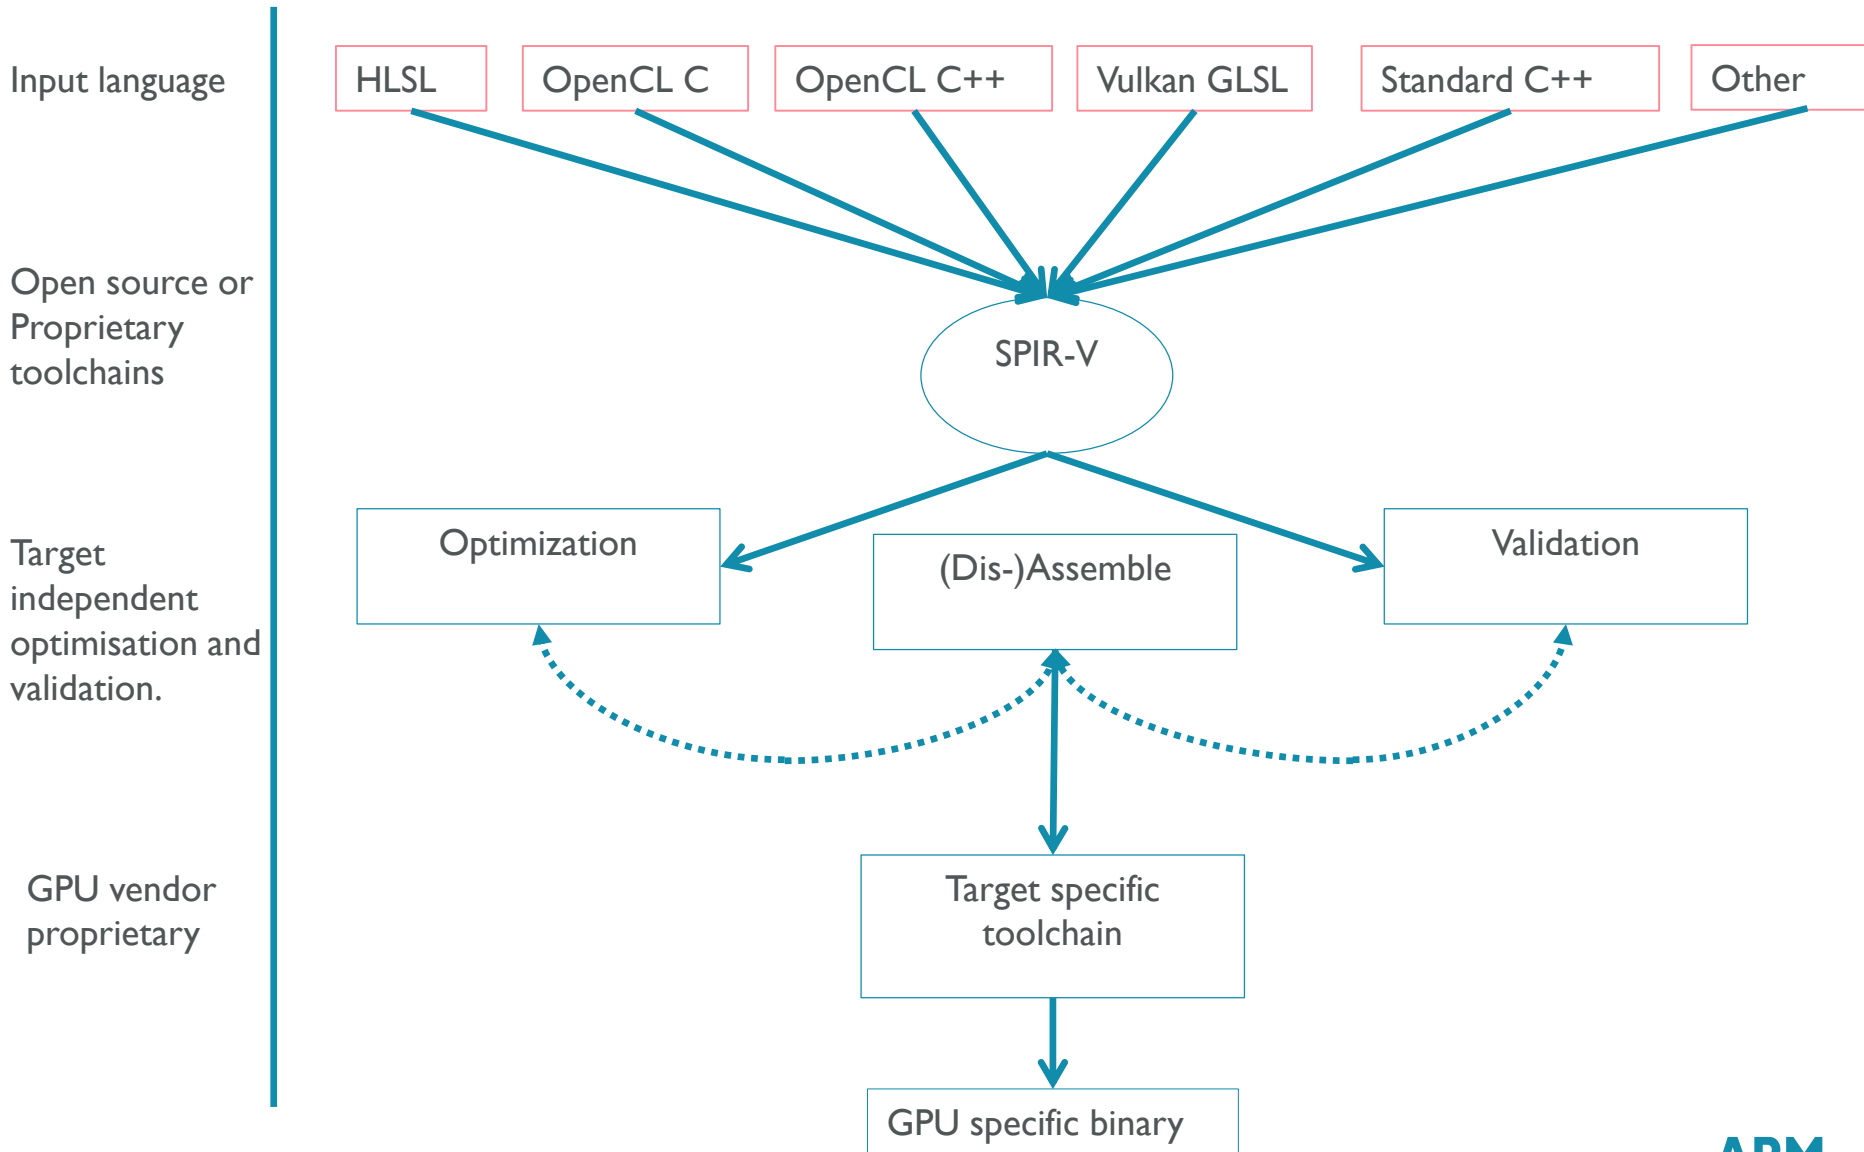 Input language
HLSL
OpenCL C
OpenCL C++
Vulkan GLSL
Standard C++
Other
Open source or
Proprietary
toolchains
SPIR-V
Target
independent
optimisation and
validation.
Optimization
(Dis-)Assemble
Validation
GPU vendor
proprietary
Target specific
toolchain
GPU specific binary
ARM